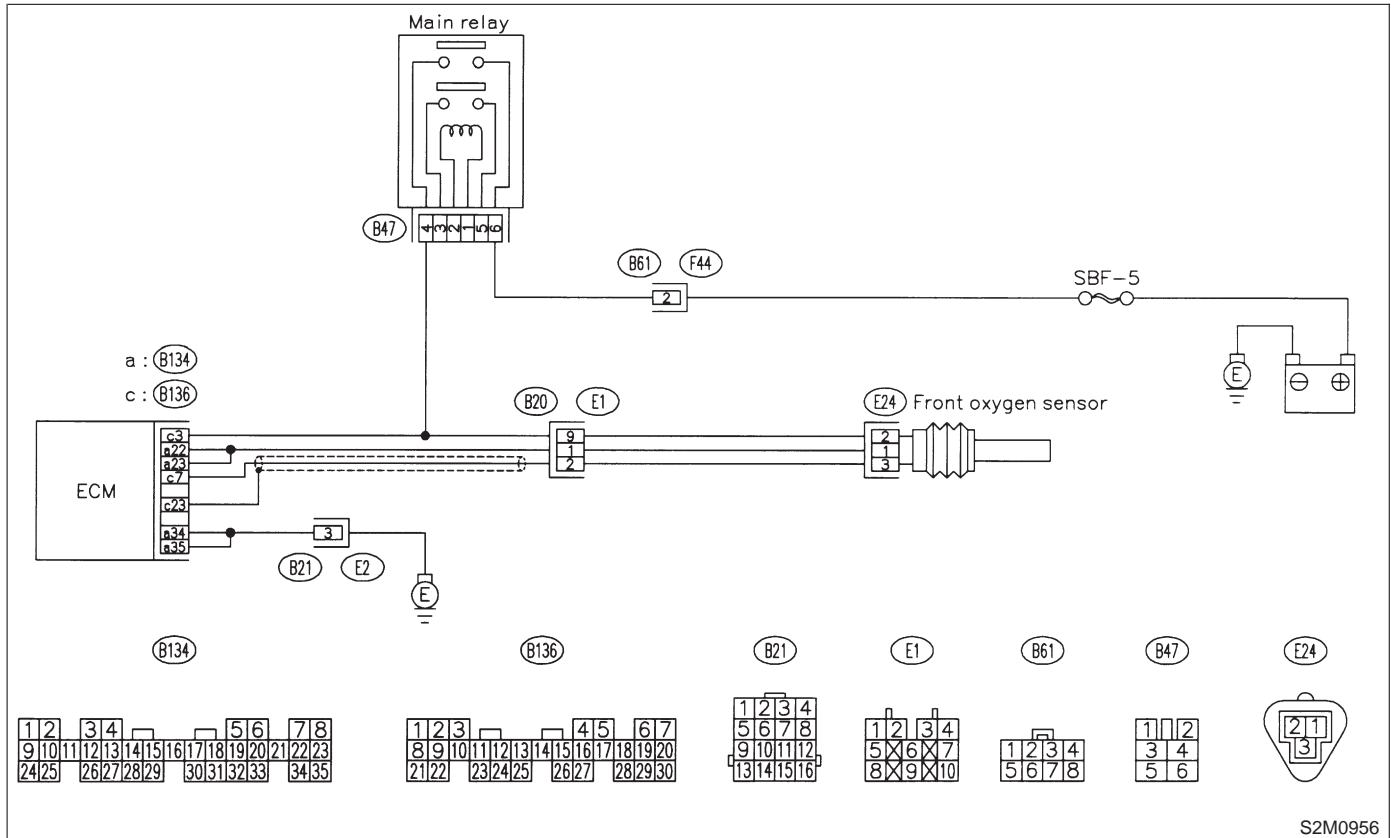 Main relay
B47
4 3 2 1 5 6
B61 F44
2
SBF-5
E
⊖ ⊕
a : B134
c : B136
B20 E1
E24 Front oxygen sensor
ECM
c3
a22
a23
c7
c23
a34
a35
9
1
2
2
1
3
3
B21 E2
E
B134 B136 B21 E1 B61 B47 E24
1 2 3 4 5 6 7 8
9 10 11 12 13 14 15 16 17 18 19 20 21 22 23
24 25 26 27 28 29 30 31 32 33 34 35
1 2 3 4 5 6 7
8 9 10 11 12 13 14 15 16 17 18 19 20
21 22 23 24 25 26 27 28 29 30
1 2 3 4
5 6 7 8
9 10 11 12
13 14 15 16
1 2 3 4
5 6 7
8 9 10
1 2 3 4
5 6 7 8
1 2
3 4
5 6
2 1
3
S2M0956